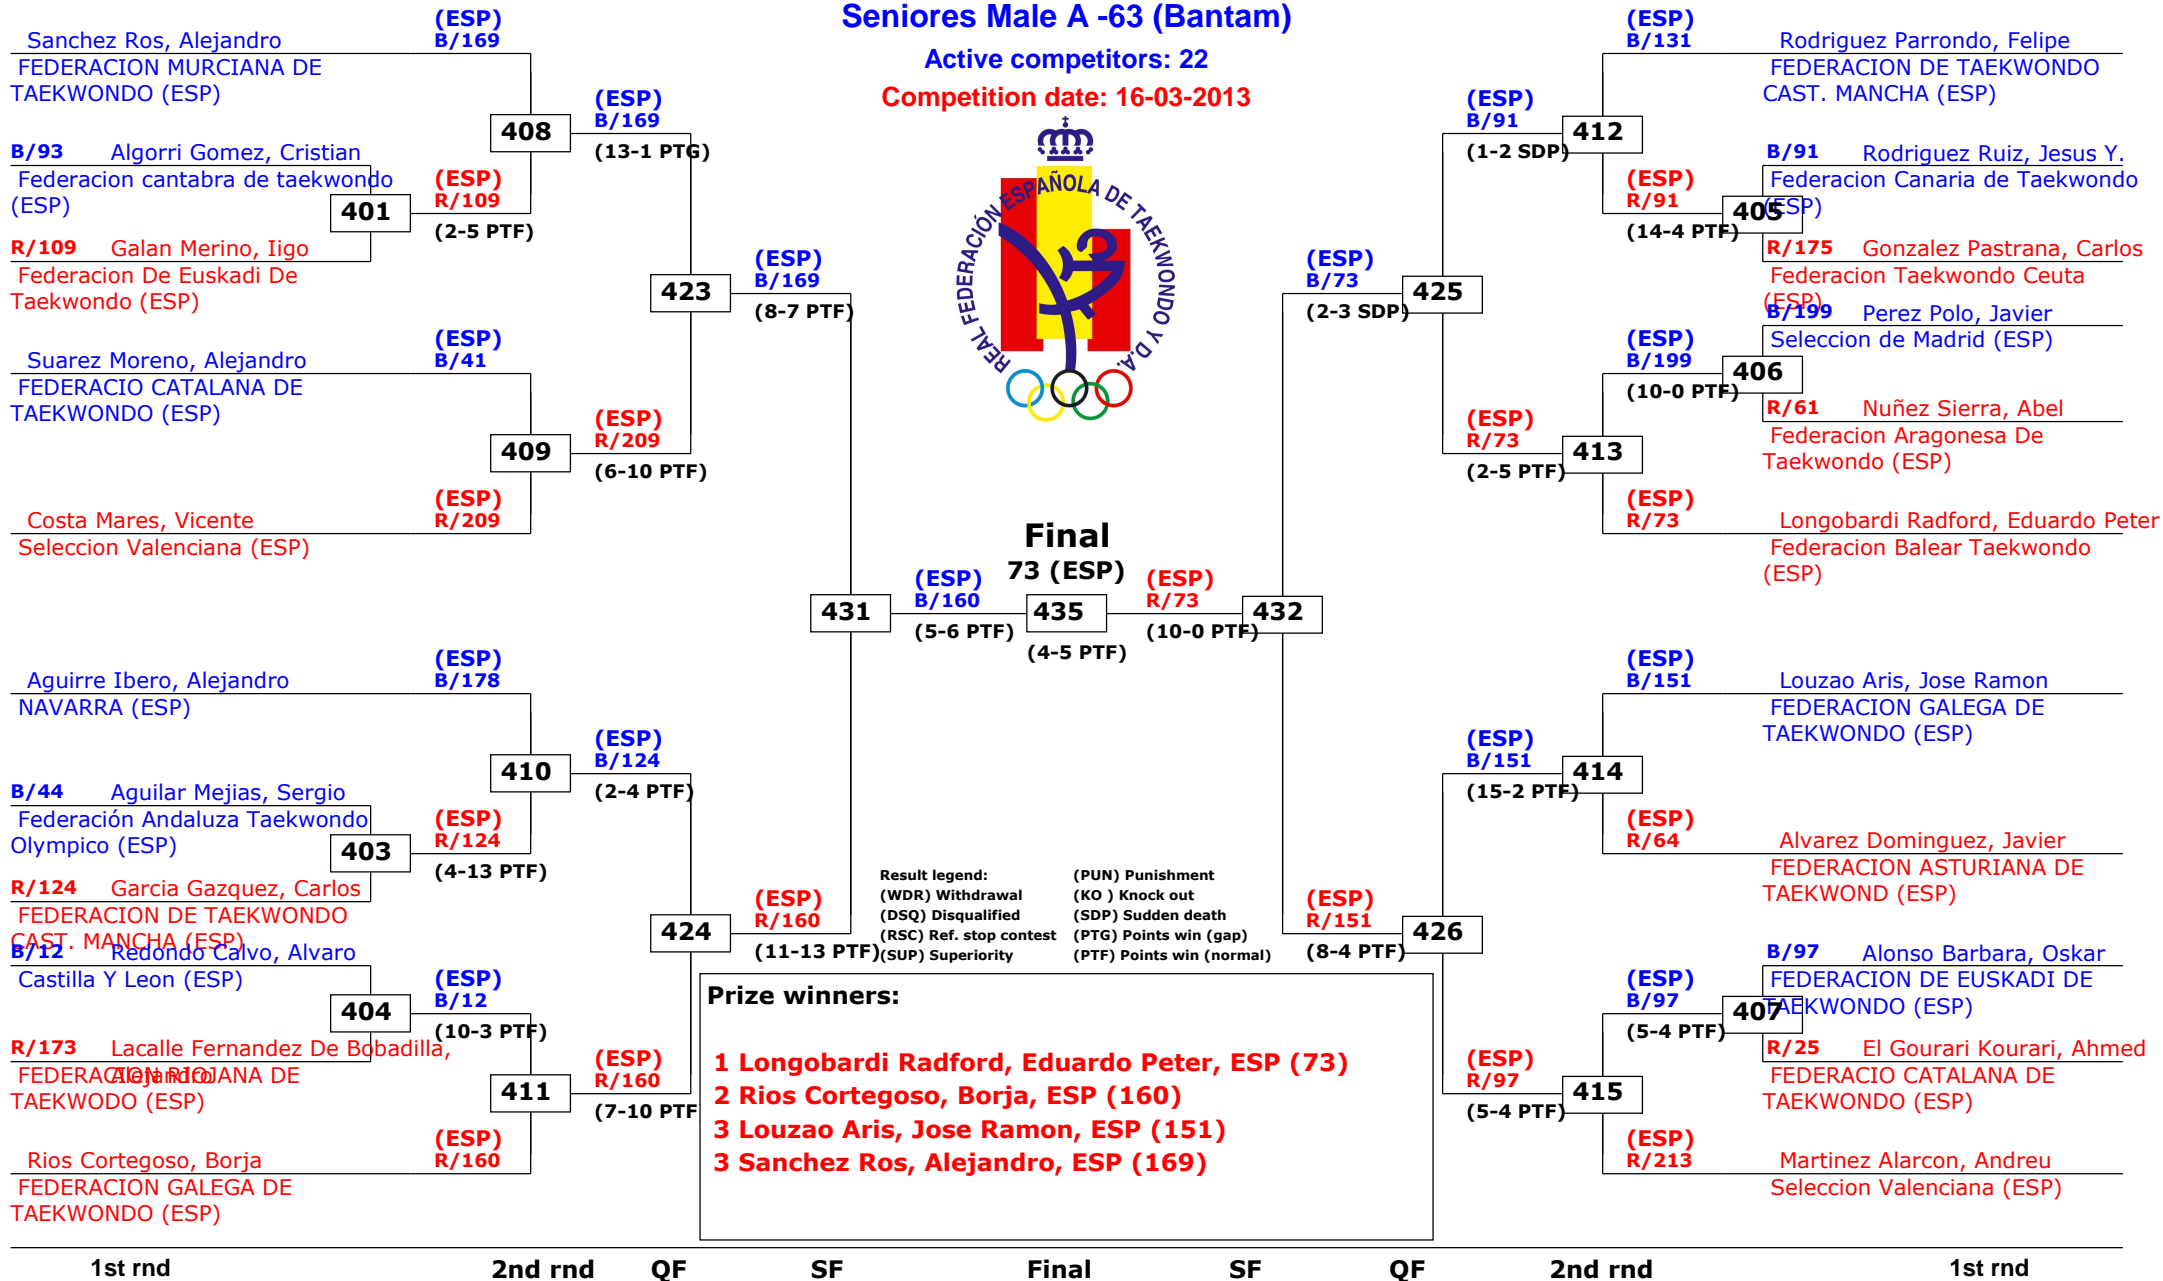 Seniores Male A -63 (Bantam)
Active competitors: 22
Competition date: 16-03-2013
REAL FEDERACIÓN ESPAÑOLA DE TAEKWONDO Y D.A.
Sanchez Ros, Alejandro
(ESP)
B/169
FEDERACION MURCIANA DE
TAEKWONDO (ESP)
B/93 Algorri Gomez, Cristian
Federacion cantabra de taekwondo
(ESP)
401
(ESP)
R/109
(2-5 PTF)
R/109 Galan Merino, Iigo
Federacion De Euskadi De
Taekwondo (ESP)
408
(ESP)
B/169
(13-1 PTG)
Suarez Moreno, Alejandro
(ESP)
B/41
FEDERACIO CATALANA DE
TAEKWONDO (ESP)
409
(ESP)
R/209
(6-10 PTF)
Costa Mares, Vicente
(ESP)
R/209
Seleccion Valenciana (ESP)
423
(ESP)
B/169
(8-7 PTF)
Aguirre Ibero, Alejandro
(ESP)
B/178
NAVARRA (ESP)
410
(ESP)
B/124
(2-4 PTF)
B/44 Aguilar Mejias, Sergio
Federación Andaluza Taekwondo
Olympico (ESP)
403
(ESP)
R/124
(4-13 PTF)
R/124 Garcia Gazquez, Carlos
FEDERACION DE TAEKWONDO
CAST. MANCHA (ESP)
B/12 Redondo Calvo, Alvaro
Castilla Y Leon (ESP)
404
(ESP)
B/12
(10-3 PTF)
R/173 Lacalle Fernandez De Bobadilla,
Alejandro
FEDERACION RIOJANA DE
TAEKWODO (ESP)
411
(ESP)
R/160
(7-10 PTF
Rios Cortegoso, Borja
(ESP)
R/160
FEDERACION GALEGA DE
TAEKWONDO (ESP)
424
(ESP)
R/160
(11-13 PTF)
431
(ESP)
B/160
(5-6 PTF)
Final
73 (ESP)
435
(4-5 PTF)
(ESP)
R/73
(10-0 PTF)
432
(ESP)
B/131
Rodriguez Parrondo, Felipe
FEDERACION DE TAEKWONDO
CAST. MANCHA (ESP)
(ESP)
B/91
(1-2 SDP)
412
B/91 Rodriguez Ruiz, Jesus Y.
Federacion Canaria de Taekwondo
(ESP)
(ESP)
R/91
(14-4 PTF)
405
R/175 Gonzalez Pastrana, Carlos
Federacion Taekwondo Ceuta
(ESP)
(ESP)
B/73
(2-3 SDP)
425
B/199 Perez Polo, Javier
Seleccion de Madrid (ESP)
(ESP)
B/199
(10-0 PTF)
406
R/61 Nuñez Sierra, Abel
Federacion Aragonesa De
Taekwondo (ESP)
(ESP)
R/73
(2-5 PTF)
413
(ESP)
R/73
Longobardi Radford, Eduardo Peter
Federacion Balear Taekwondo
(ESP)
(ESP)
B/151
Louzao Aris, Jose Ramon
FEDERACION GALEGA DE
TAEKWONDO (ESP)
(ESP)
B/151
(15-2 PTF)
414
(ESP)
R/64
Alvarez Dominguez, Javier
FEDERACION ASTURIANA DE
TAEKWOND (ESP)
(ESP)
R/151
(8-4 PTF)
426
B/97 Alonso Barbara, Oskar
FEDERACION DE EUSKADI DE
TAEKWONDO (ESP)
(ESP)
B/97
(5-4 PTF)
407
R/25 El Gourari Kourari, Ahmed
FEDERACIO CATALANA DE
TAEKWONDO (ESP)
(ESP)
R/97
(5-4 PTF)
415
(ESP)
R/213
Martinez Alarcon, Andreu
Seleccion Valenciana (ESP)
Result legend:
(WDR) Withdrawal
(DSQ) Disqualified
(RSC) Ref. stop contest
(SUP) Superiority
(PUN) Punishment
(KO ) Knock out
(SDP) Sudden death
(PTG) Points win (gap)
(PTF) Points win (normal)
Prize winners:
1 Longobardi Radford, Eduardo Peter, ESP (73)
2 Rios Cortegoso, Borja, ESP (160)
3 Louzao Aris, Jose Ramon, ESP (151)
3 Sanchez Ros, Alejandro, ESP (169)
1st rnd 2nd rnd QF SF Final SF QF 2nd rnd 1st rnd